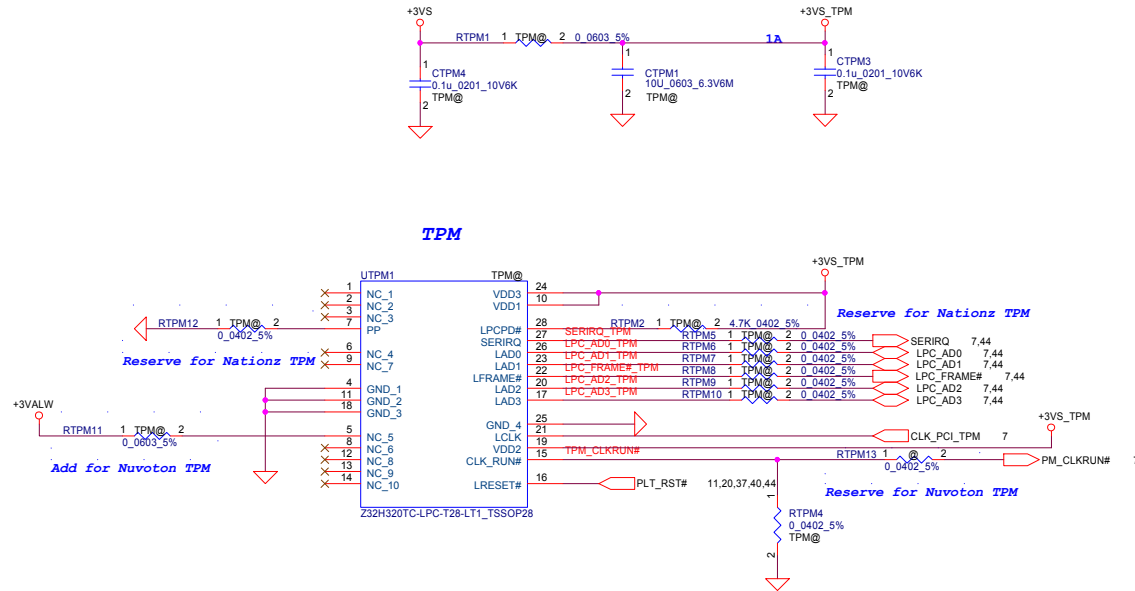 +3VS
+3VS_TPM
RTPM1 1 TPM@ 2 0_0603_5%
1A
1
CTPM4
0.1u_0201_10V6K
TPM@
2
1
CTPM1
10U_0603_6.3V6M
TPM@
2
1
CTPM3
0.1u_0201_10V6K
TPM@
2
TPM
+3VS_TPM
UTPM1 TPM@
1 NC_1
2 NC_2
3 NC_3
RTPM12 1 TPM@ 2 7 PP
0_0402_5%
Reserve for Nationz TPM
6 NC_4
9 NC_7
4 GND_1
11 GND_2
18 GND_3
+3VALW
RTPM11 1 TPM@ 2 5 NC_5
0_0603_5%
Add for Nuvoton TPM
8 NC_6
12 NC_8
13 NC_9
14 NC_10
VDD3 24
VDD1 10
Reserve for Nationz TPM
LPCPD# 28 RTPM2 1 TPM@ 2 4.7K_0402_5%
SERIRQ 27 SERIRQ_TPM RTPM5 1 TPM@ 2 0_0402_5% SERIRQ 7,44
LAD0 26 LPC_AD0_TPM RTPM6 1 TPM@ 2 0_0402_5% LPC_AD0 7,44
LAD1 23 LPC_AD1_TPM RTPM7 1 TPM@ 2 0_0402_5% LPC_AD1 7,44
LFRAME# 22 LPC_FRAME#_TPM RTPM8 1 TPM@ 2 0_0402_5% LPC_FRAME# 7,44
LAD2 20 LPC_AD2_TPM RTPM9 1 TPM@ 2 0_0402_5% LPC_AD2 7,44
LAD3 17 LPC_AD3_TPM RTPM10 1 TPM@ 2 0_0402_5% LPC_AD3 7,44
+3VS_TPM
GND_4 25
LCLK 21 CLK_PCI_TPM 7
VDD2 19
CLK_RUN# 15 TPM_CLKRUN# RTPM13 1 @ 2 PM_CLKRUN#
0_0402_5%
Reserve for Nuvoton TPM
LRESET# 16 PLT_RST# 11,20,37,40,44
1
RTPM4
0_0402_5%
TPM@
2
Z32H320TC-LPC-T28-LT1_TSSOP28